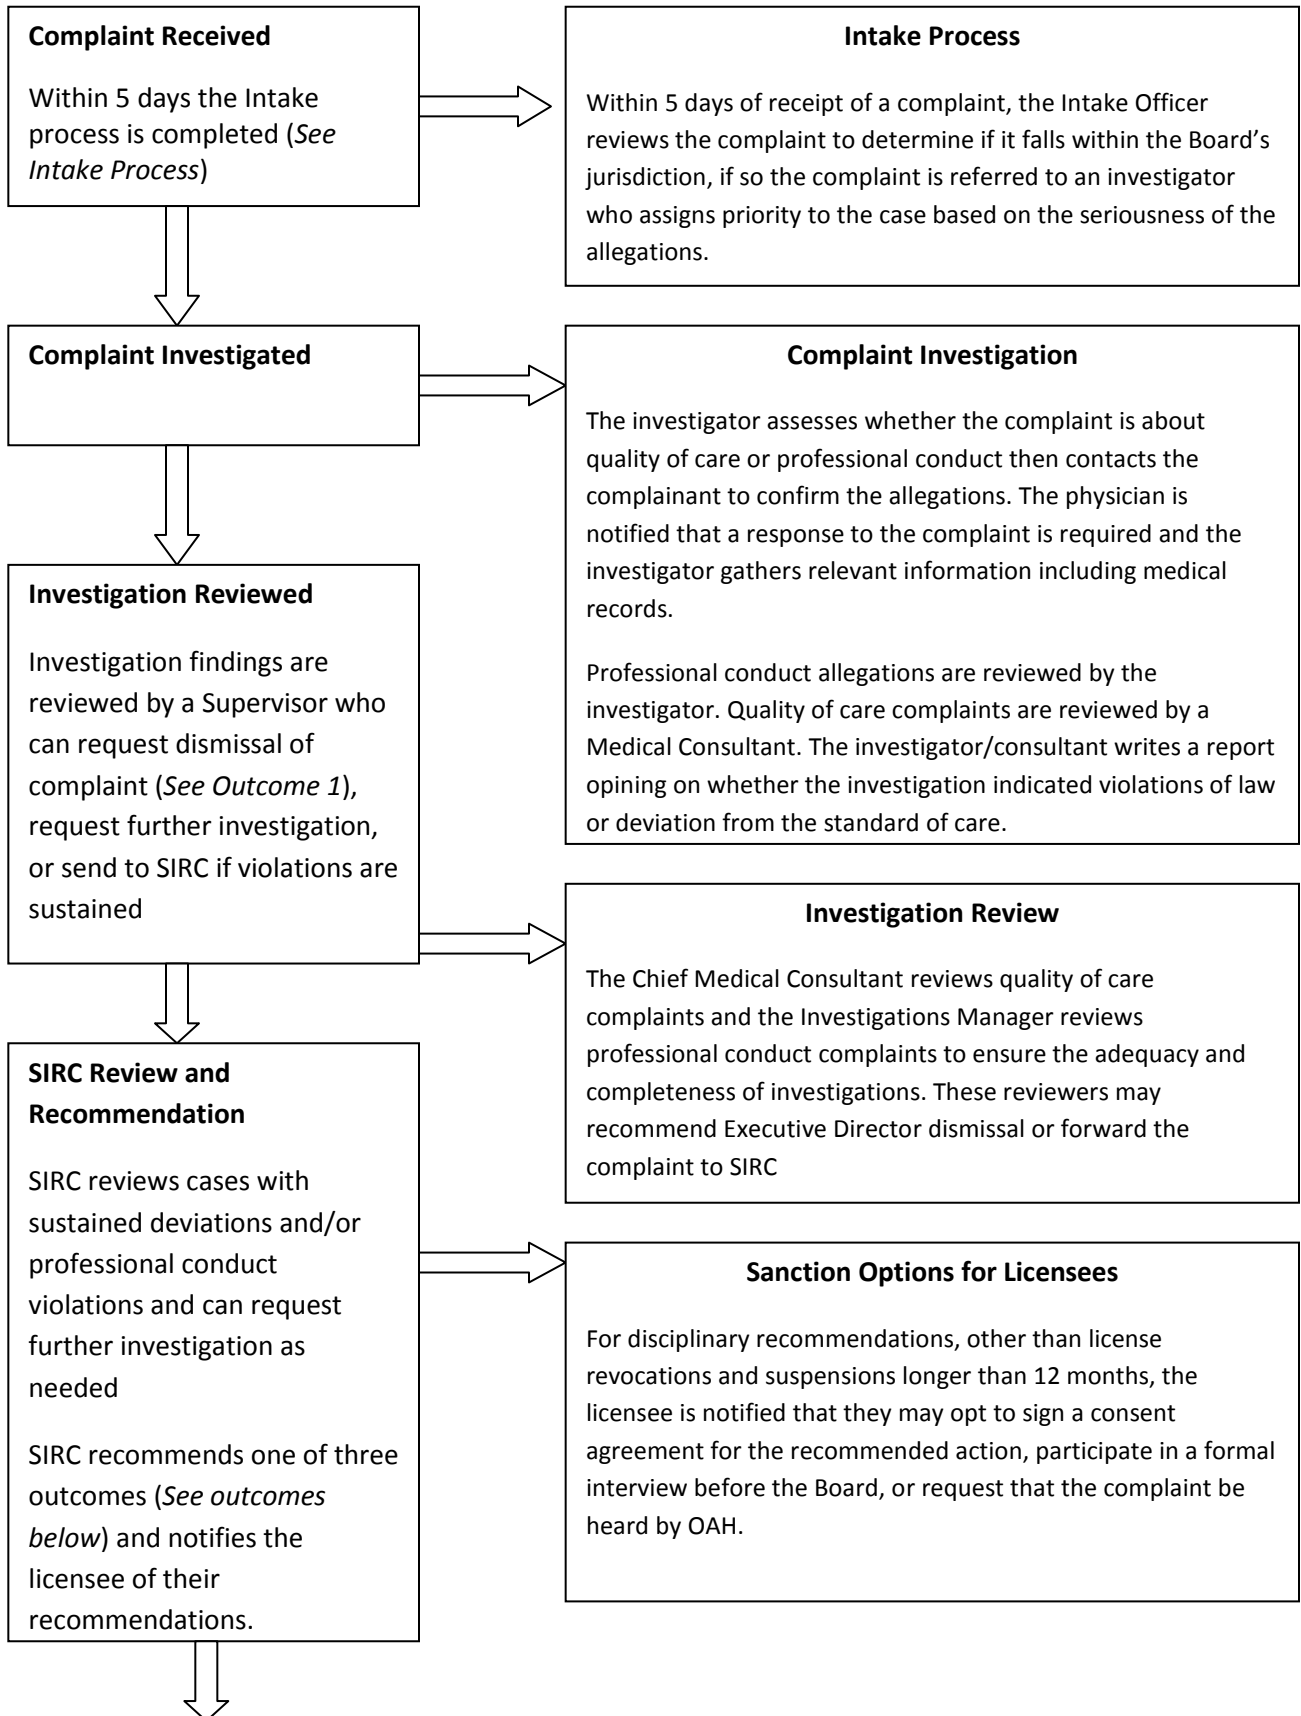 Complaint Received
Within 5 days the Intake
process is completed (See
Intake Process)
Intake Process
Within 5 days of receipt of a complaint, the Intake Officer
reviews the complaint to determine if it falls within the Board’s
jurisdiction, if so the complaint is referred to an investigator
who assigns priority to the case based on the seriousness of the
allegations.
Complaint Investigated
Complaint Investigation
The investigator assesses whether the complaint is about
quality of care or professional conduct then contacts the
complainant to confirm the allegations. The physician is
notified that a response to the complaint is required and the
investigator gathers relevant information including medical
records.
Professional conduct allegations are reviewed by the
investigator. Quality of care complaints are reviewed by a
Medical Consultant. The investigator/consultant writes a report
opining on whether the investigation indicated violations of law
or deviation from the standard of care.
Investigation Reviewed
Investigation findings are
reviewed by a Supervisor who
can request dismissal of
complaint (See Outcome 1),
request further investigation,
or send to SIRC if violations are
sustained
Investigation Review
The Chief Medical Consultant reviews quality of care
complaints and the Investigations Manager reviews
professional conduct complaints to ensure the adequacy and
completeness of investigations. These reviewers may
recommend Executive Director dismissal or forward the
complaint to SIRC
SIRC Review and
Recommendation
SIRC reviews cases with
sustained deviations and/or
professional conduct
violations and can request
further investigation as
needed
SIRC recommends one of three
outcomes (See outcomes
below) and notifies the
licensee of their
recommendations.
Sanction Options for Licensees
For disciplinary recommendations, other than license
revocations and suspensions longer than 12 months, the
licensee is notified that they may opt to sign a consent
agreement for the recommended action, participate in a formal
interview before the Board, or request that the complaint be
heard by OAH.